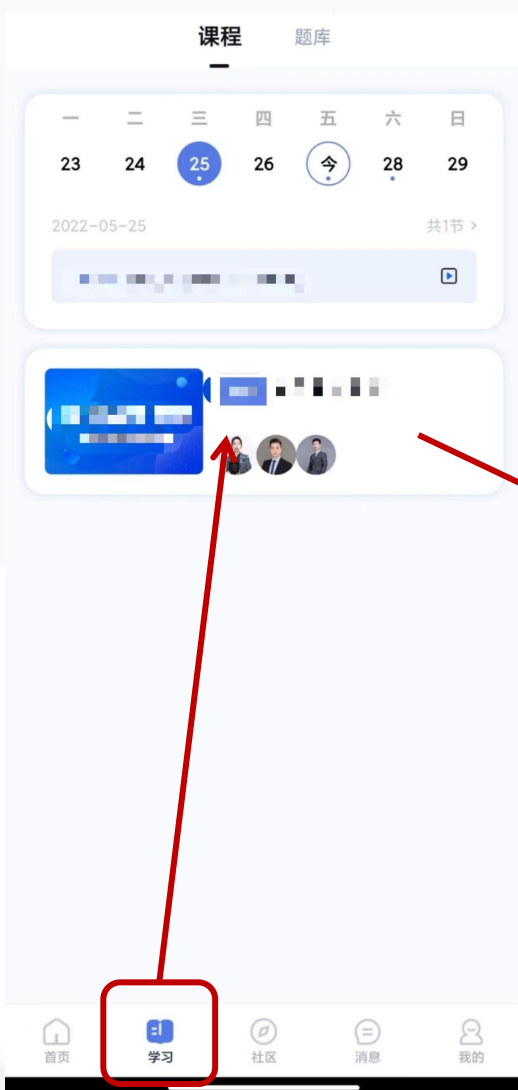 课程 题库
一 二 三 四 五 六 日
23 24 25 26 今 28 29
2022-05-25 共1节 >
首页 学习 社区 消息 我的